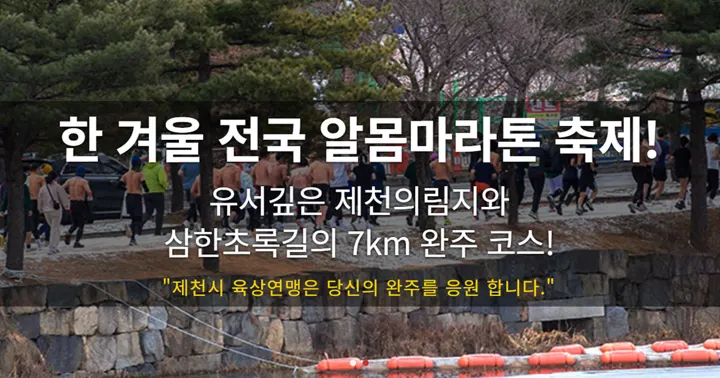 한 겨울 전국 알몸마라톤 축제!
유서깊은 제천의림지와
삼한초록길의 7km 완주 코스!
"제천시 육상연맹은 당신의 완주를 응원 합니다."